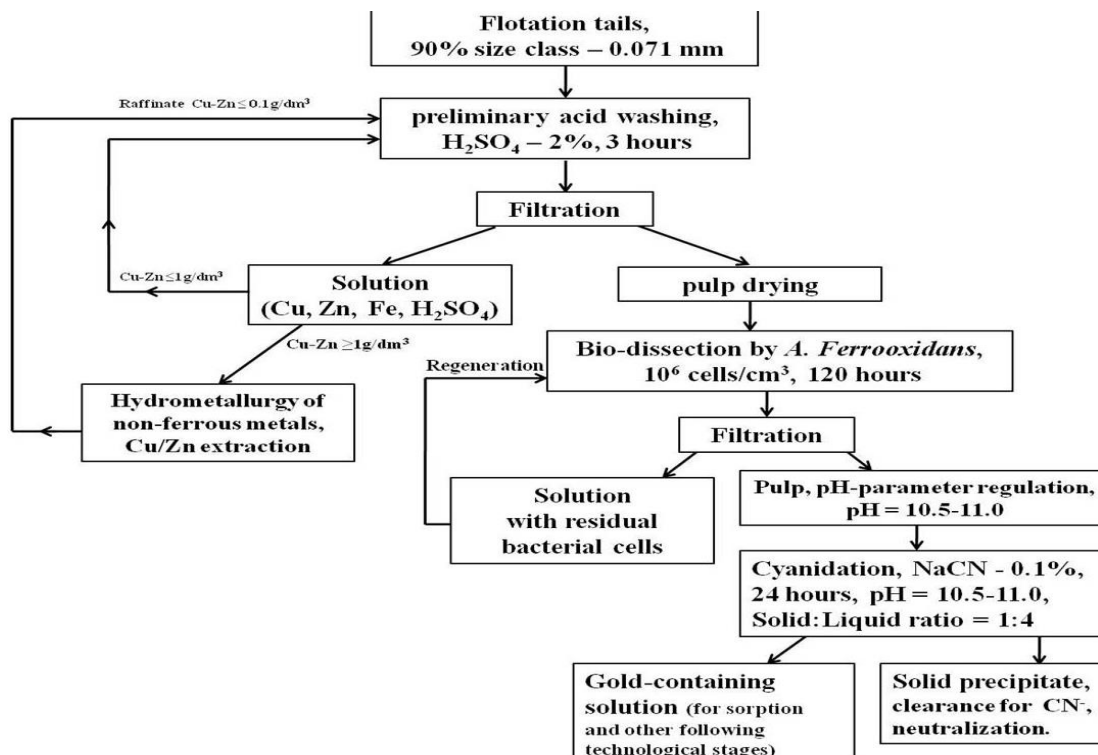 Flotation tails,
90% size class – 0.071 mm
Raffinate Cu-Zn ≤ 0.1g/dm³
preliminary acid washing,
H₂SO₄ – 2%, 3 hours
Filtration
Cu-Zn ≤1g/dm³
Solution
(Cu, Zn, Fe, H₂SO₄)
pulp drying
Cu-Zn ≥1g/dm³
Bio-dissection by A. Ferrooxidans,
10⁶ cells/cm³, 120 hours
Regeneration
Hydrometallurgy of
non-ferrous metals,
Cu/Zn extraction
Filtration
Solution
with residual
bacterial cells
Pulp, pH-parameter regulation,
pH = 10.5-11.0
Cyanidation, NaCN - 0.1%,
24 hours, pH = 10.5-11.0,
Solid:Liquid ratio = 1:4
Gold-containing
solution (for sorption
and other following
technological stages)
Solid precipitate,
clearance for CN⁻,
neutralization.